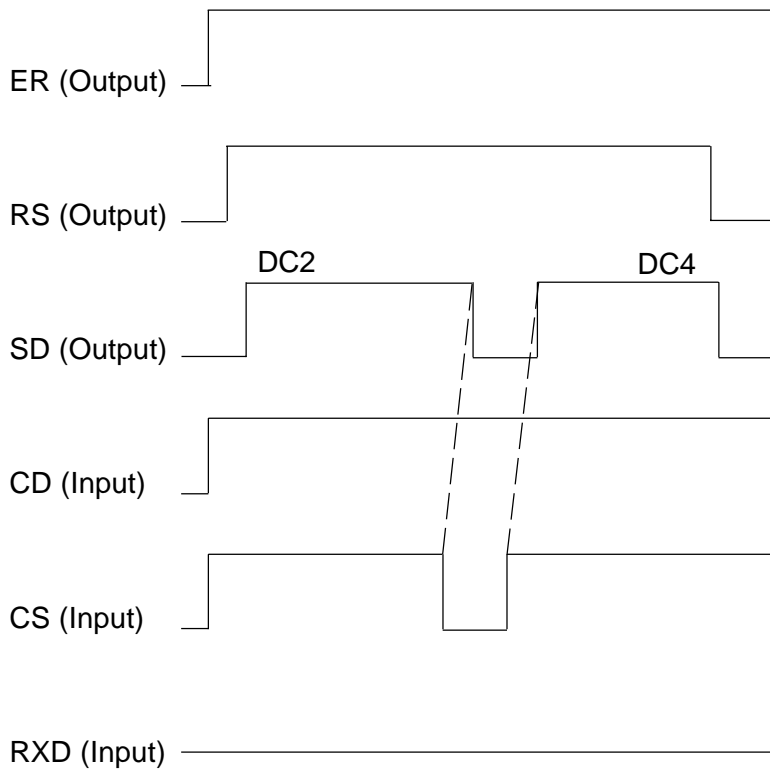 ER (Output)
RS (Output)
DC2
DC4
SD (Output)
CD (Input)
CS (Input)
RXD (Input)